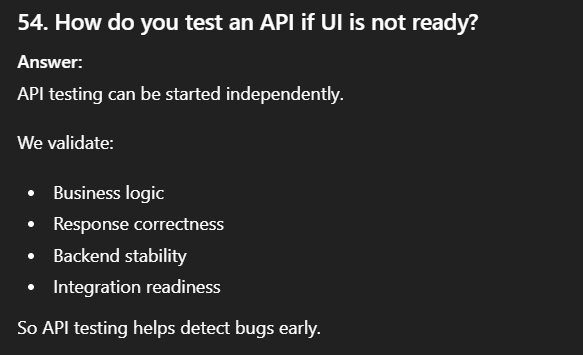 54. How do you test an API if UI is not ready?
Answer:
API testing can be started independently.
We validate:
• Business logic
• Response correctness
• Backend stability
• Integration readiness
So API testing helps detect bugs early.